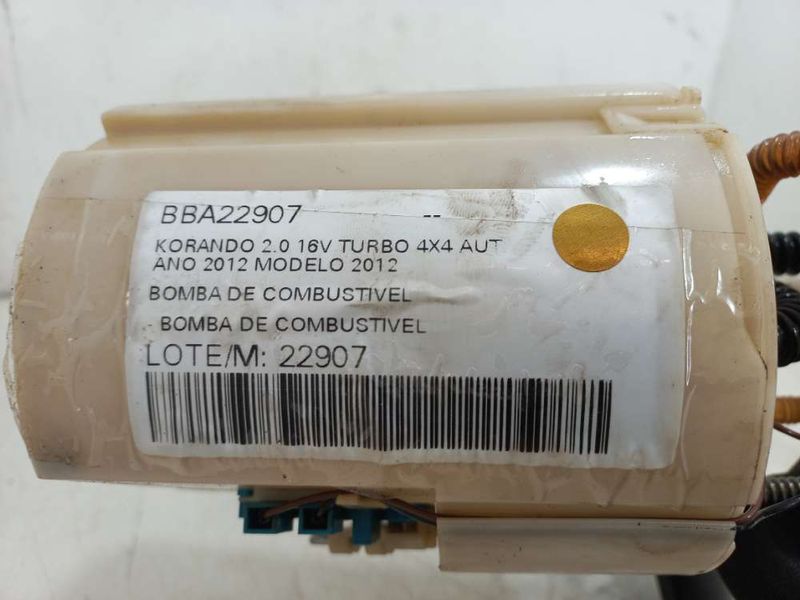 BBA22907 --
KORANDO 2.0 16V TURBO 4X4 AUT
ANO 2012 MODELO 2012
BOMBA DE COMBUSTIVEL
- BOMBA DE COMBUSTIVEL
LOTE/M: 22907